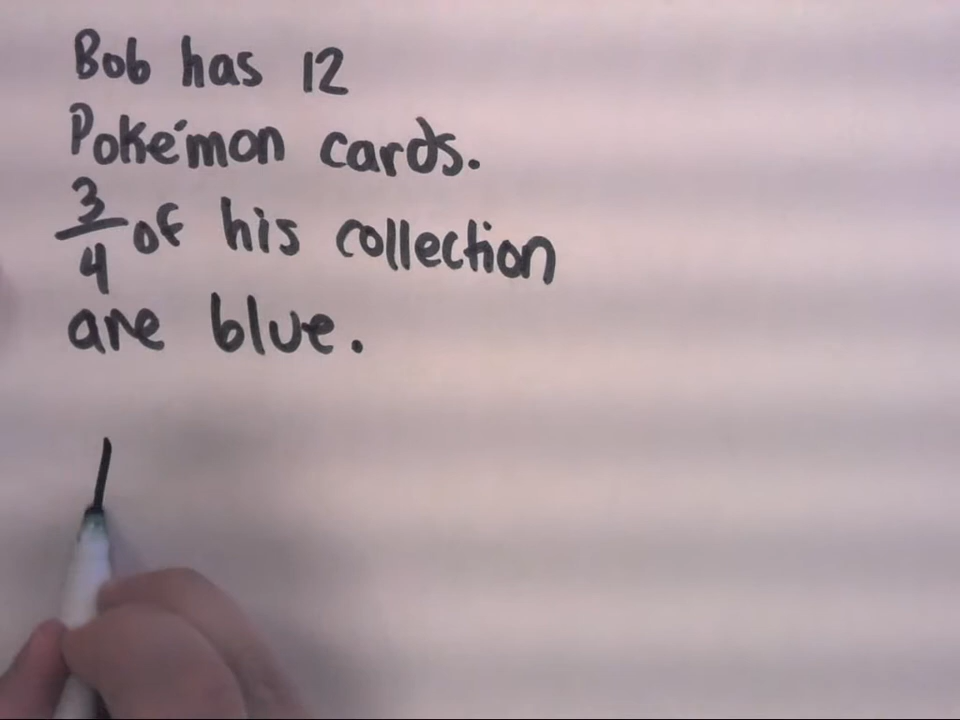 Bob has 12
Pokémon cards.
3/4 of his collection
are blue.